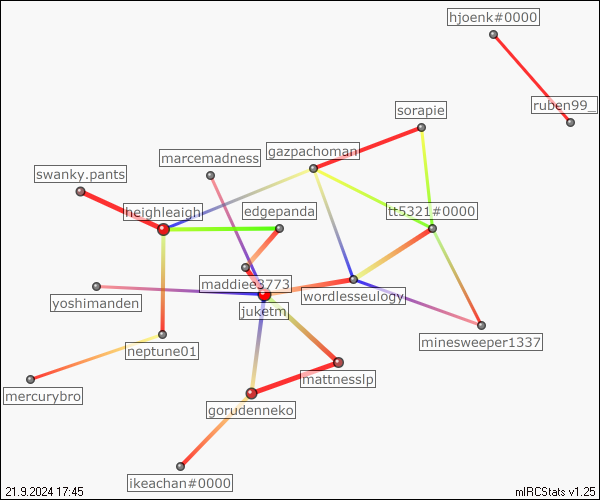 hjoenk#0000
ruben99_
sorapie
gazpachoman
marcemadness
swanky.pants
heighleaigh
edgepanda
tt5321#0000
maddiee3773
wordlesseulogy
yoshimanden
juketm
minesweeper1337
neptune01
mattnesslp
mercurybro
gorudenneko
ikeachan#0000
21.9.2024 17:45
mIRCStats v1.25